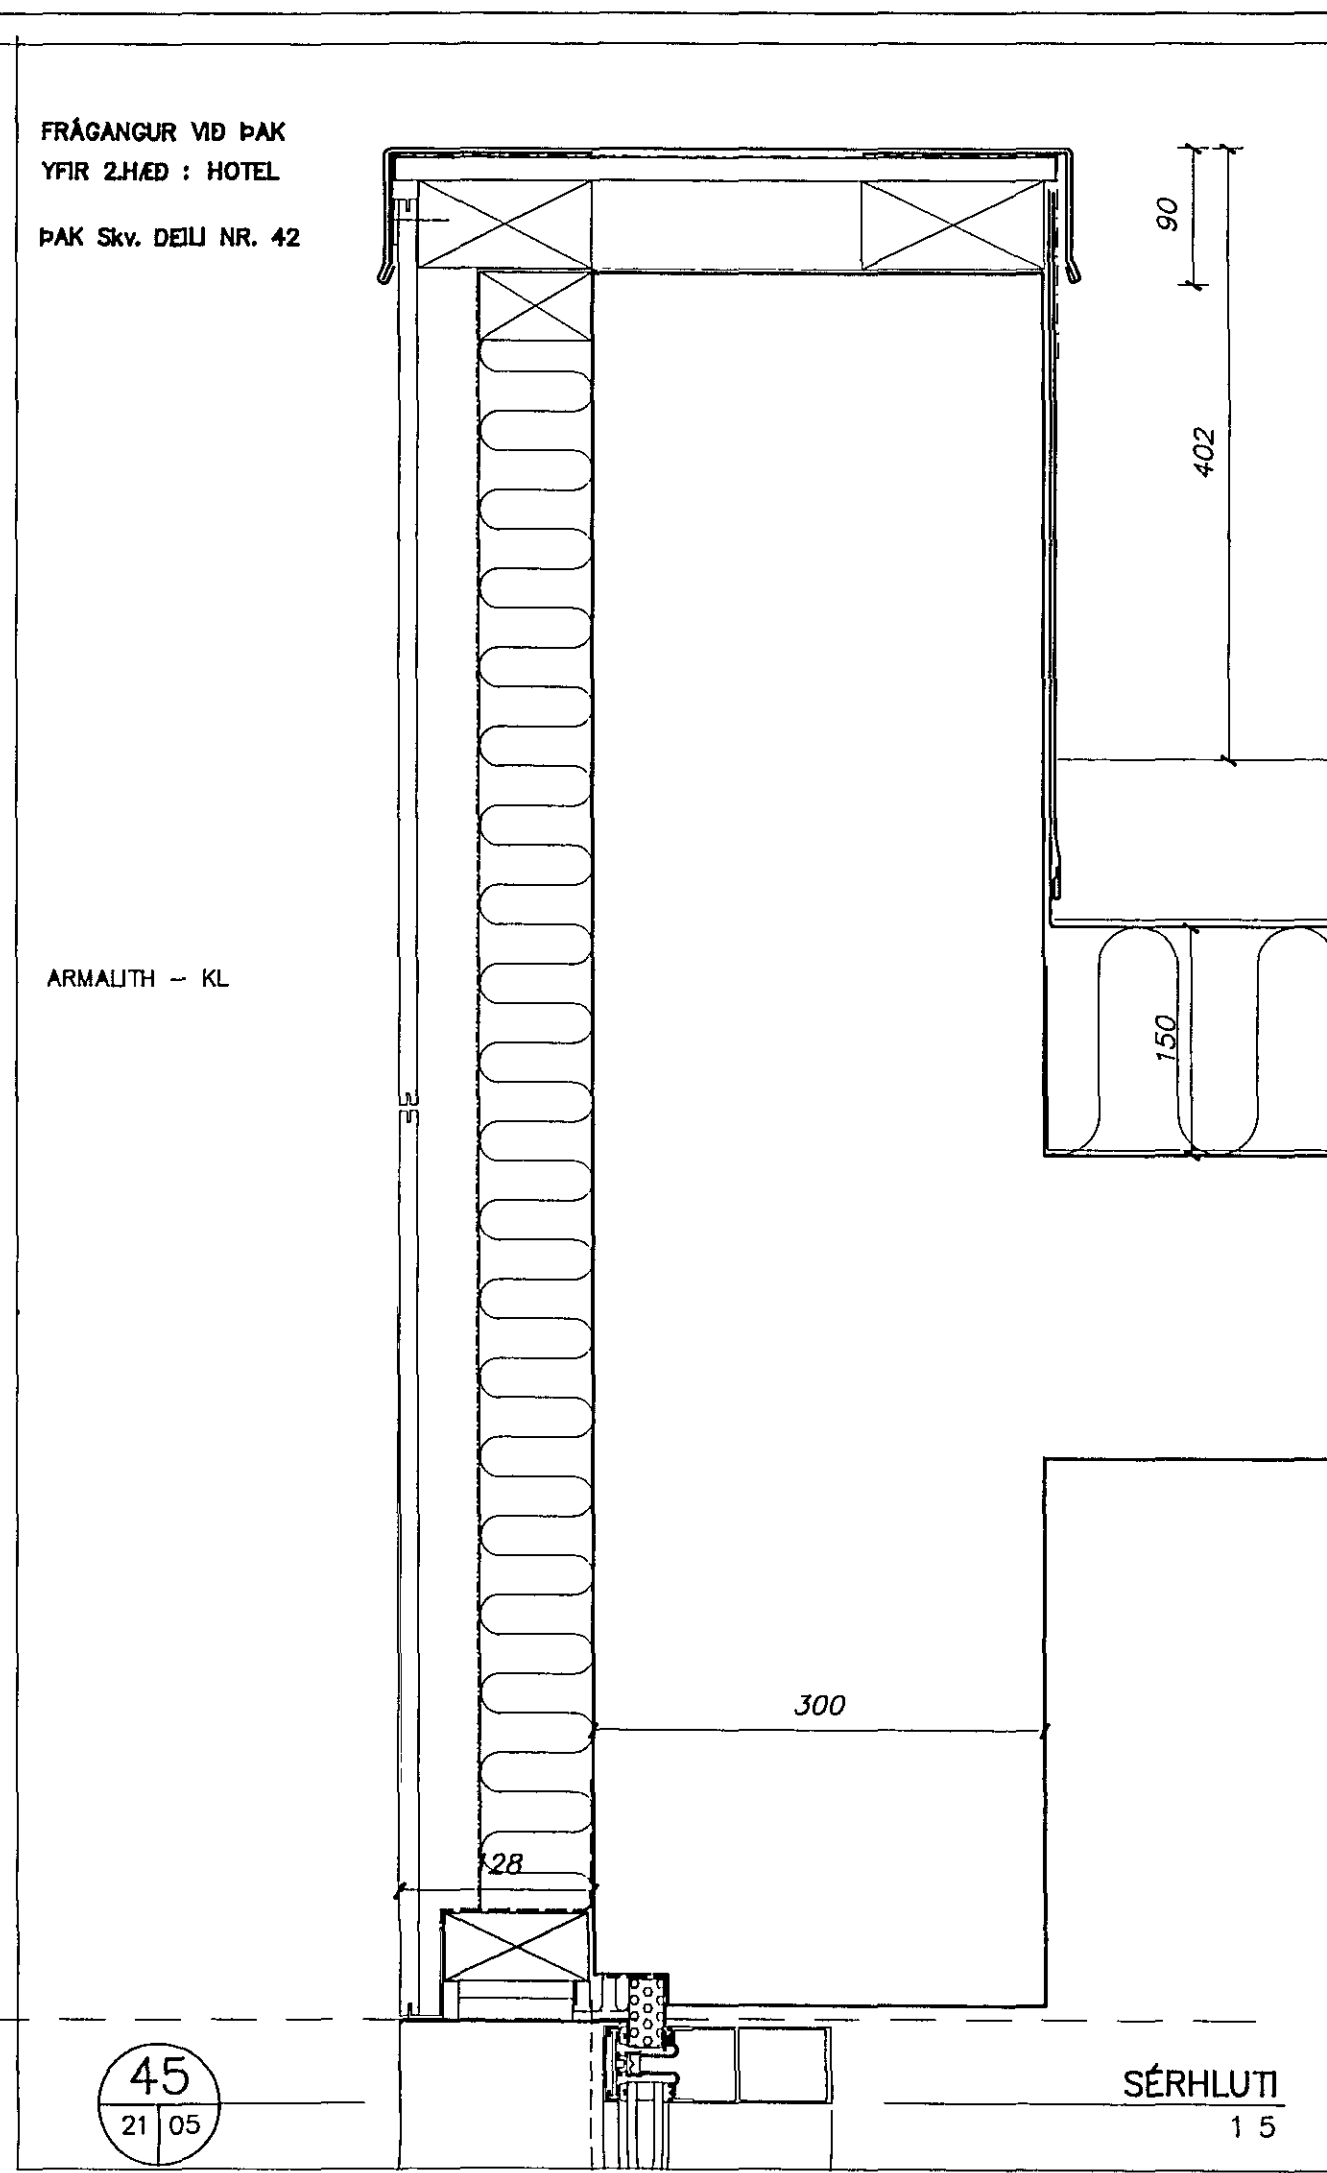 FRÁGANGUR VIÐ ÞAK
YFIR 2.HÆÐ : HOTEL
ÞAK Skv. DEILI NR. 42
90
402
ARMALITH - KL
150
300
128
45
21 05
SÉRHLUTI
1 5